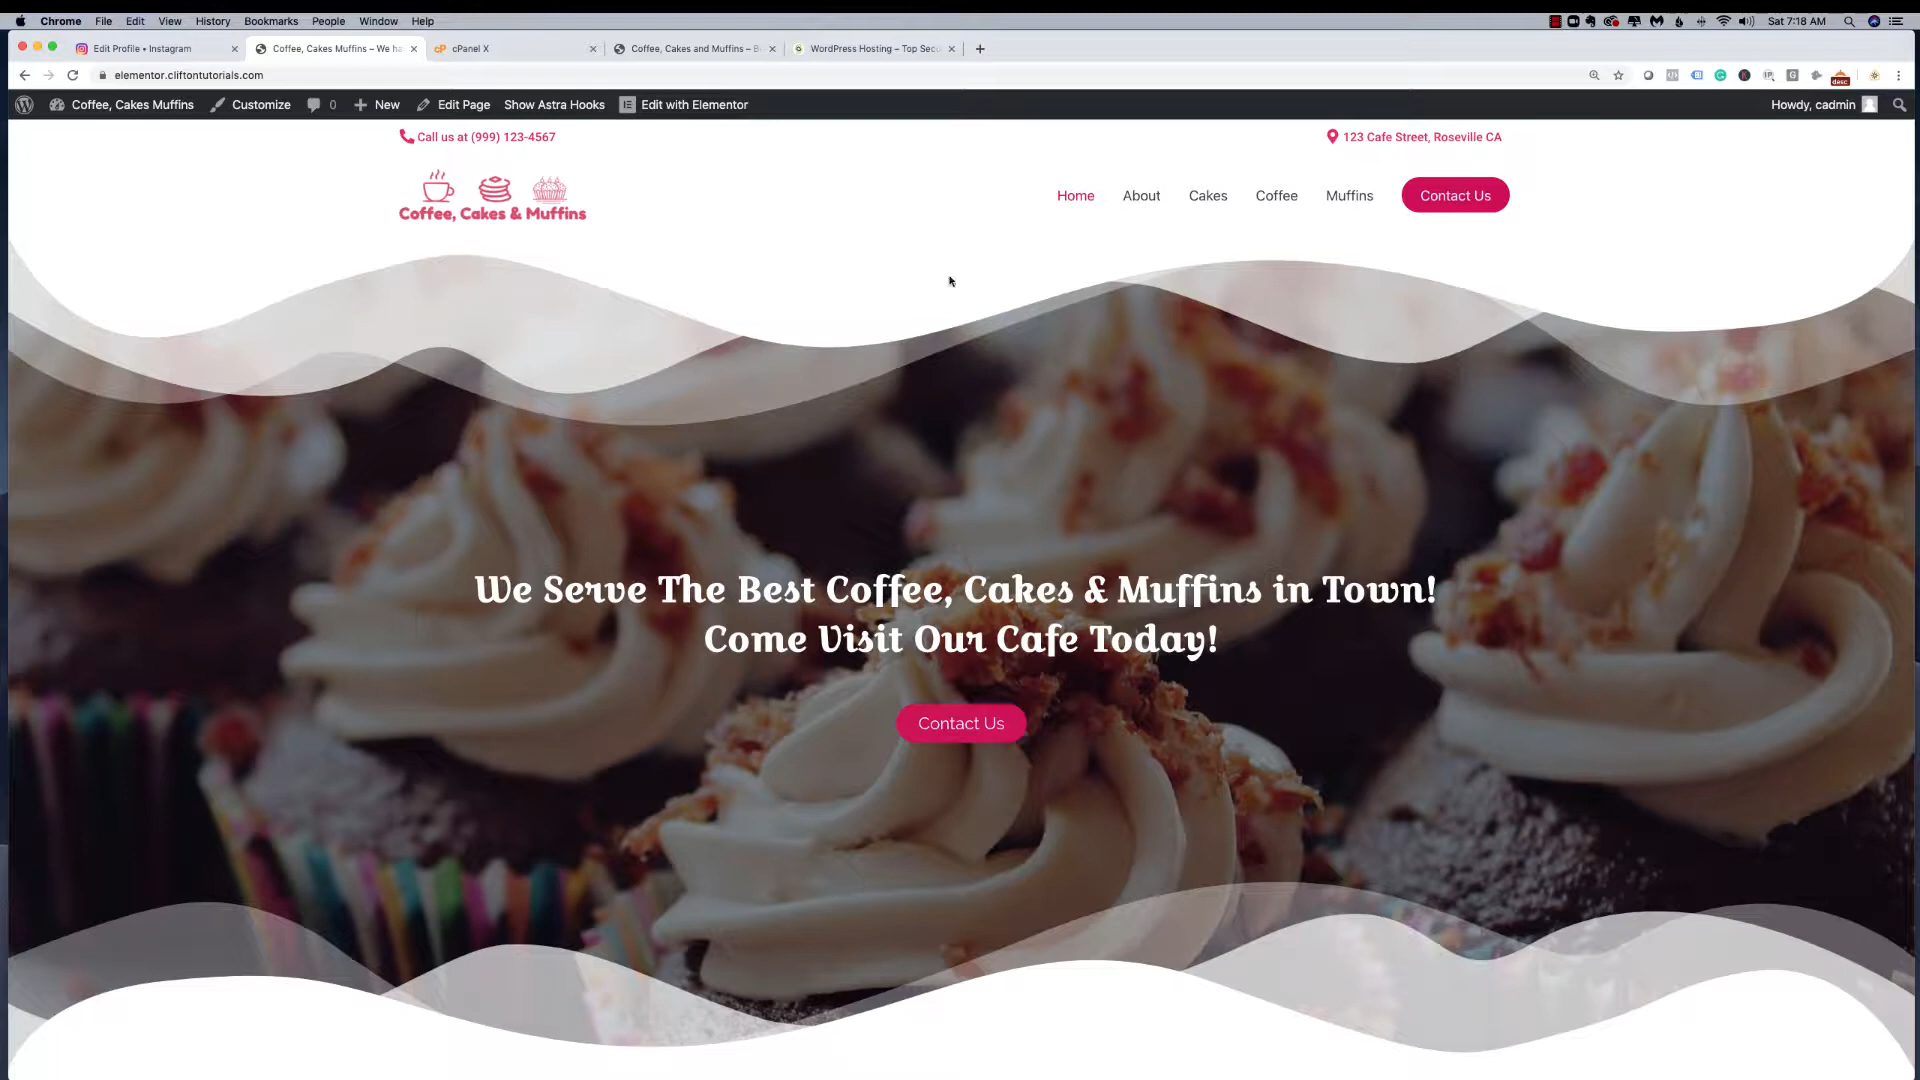 Chrome File Edit View History Bookmarks People Window Help
Sat 7:18 AM
Edit Profile • Instagram
Coffee, Cakes Muffins – We ha
cPanel X
Coffee, Cakes and Muffins –
WordPress Hosting – Top Sec
elementor.cliftontutorials.com
Coffee, Cakes Muffins Customize 0 New Edit Page Show Astra Hooks Edit with Elementor
Howdy, cadmin
Call us at (999) 123-4567
123 Cafe Street, Roseville CA
Coffee, Cakes & Muffins
Home About Cakes Coffee Muffins Contact Us
We Serve The Best Coffee, Cakes & Muffins in Town!
Come Visit Our Cafe Today!
Contact Us